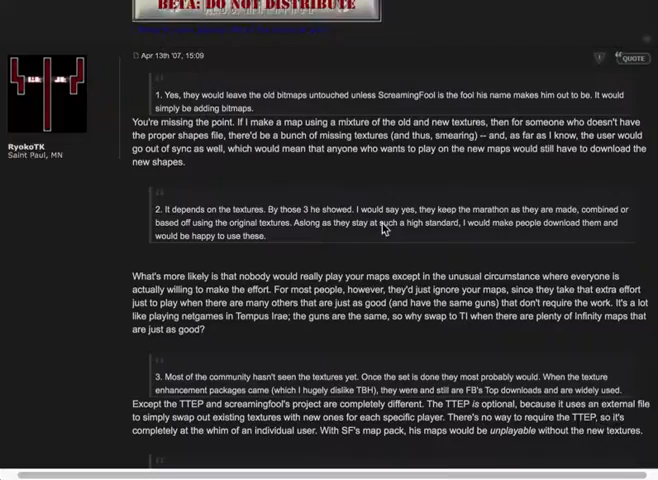 BETA: DO NOT DISTRIBUTE
Apr 13th '07, 15:09
QUOTE
1. Yes, they would leave the old bitmaps untouched unless ScreamingFool is the fool his name makes him out to be. It would
simply be adding bitmaps.
You're missing the point. If I make a map using a mixture of the old and new textures, then for someone who doesn't have
the proper shapes file, there'd be a bunch of missing textures (and thus, smearing) -- and, as far as I know, the user would
go out of sync as well, which would mean that anyone who wants to play on the new maps would still have to download the
new shapes.
RyokoTK
Saint Paul, MN
2. It depends on the textures. By those 3 he showed. I would say yes, they keep the marathon as they are made, combined or
based off using the original textures. Aslong as they stay at such a high standard, I would make people download them and
would be happy to use these.
What's more likely is that nobody would really play your maps except in the unusual circumstance where everyone is
actually willing to make the effort. For most people, however, they'd just ignore your maps, since they take that extra effort
just to play when there are many others that are just as good (and have the same guns) that don't require the work. It's a lot
like playing netgames in Tempus Irae; the guns are the same, so why swap to TI when there are plenty of Infinity maps that
are just as good?
3. Most of the community hasn't seen the textures yet. Once the set is done they most probably would. When the texture
enhancement packages came (which I hugely dislike TBH), they were and still are FB's Top downloads and are widely used.
Except the TTEP and screamingfool's project are completely different. The TTEP is optional, because it uses an external file
to simply swap out existing textures with new ones for each specific player. There's no way to require the TTEP, so it's
completely at the whim of an individual user. With SF's map pack, his maps would be unplayable without the new textures.